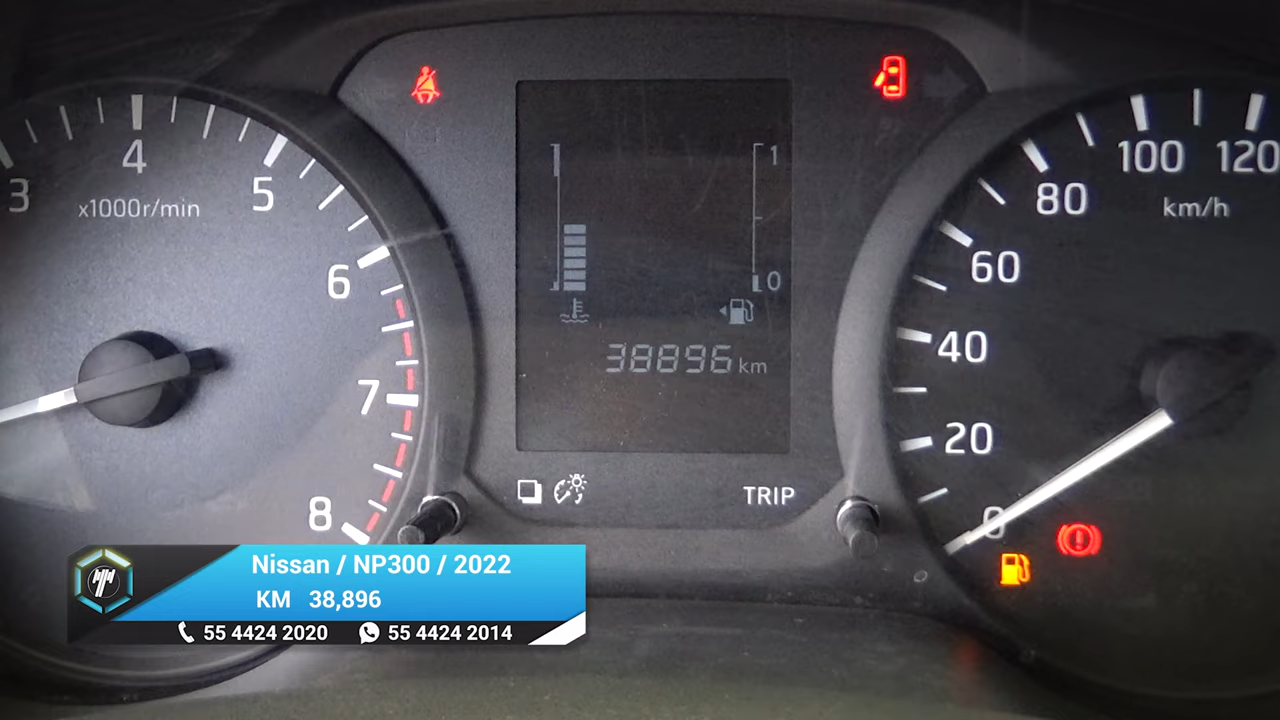 3
4
5
6
7
8
x1000r/min
1
0
38896 km
TRIP
0
20
40
60
80
100
120
km/h
Nissan / NP300 / 2022
KM 38,896
55 4424 2020 55 4424 2014